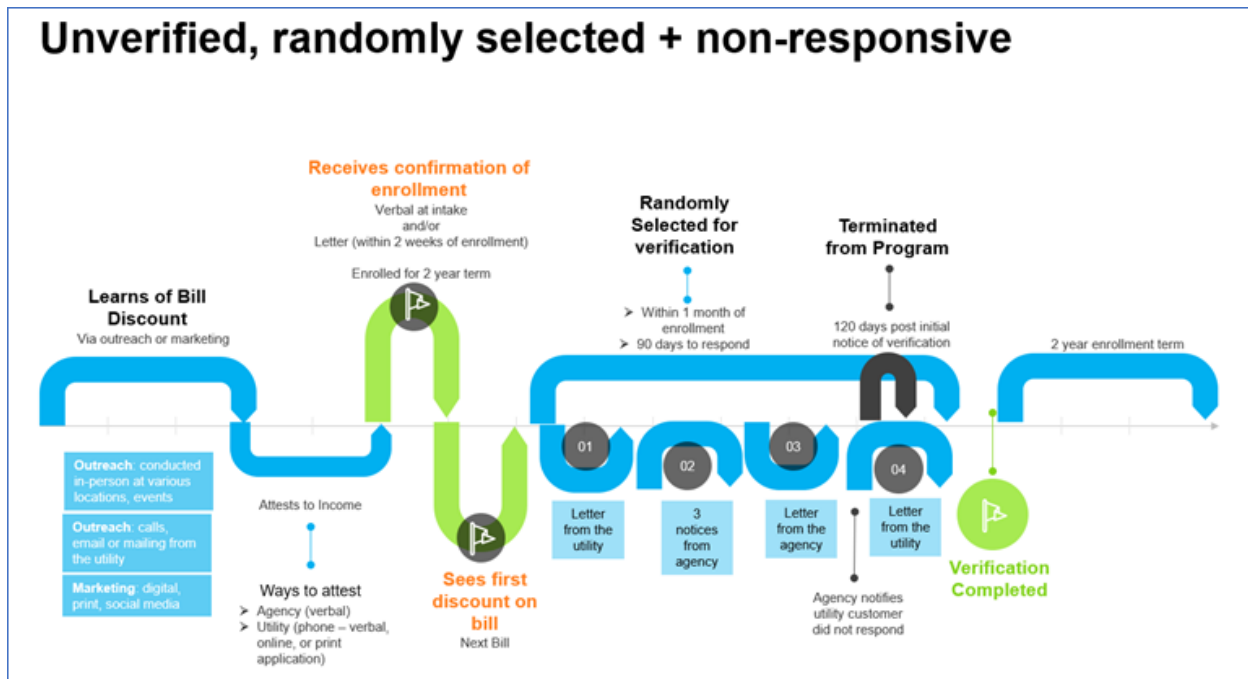 Unverified, randomly selected + non-responsive
Learns of Bill
Discount
Via outreach or marketing
Outreach: conducted
in-person at various
locations, events
Outreach: calls,
email or mailing from
the utility
Marketing: digital,
print, social media
Attests to Income
Ways to attest
➢ Agency (verbal)
➢ Utility (phone – verbal,
online, or print
application)
Receives confirmation of
enrollment
Verbal at intake
and/or
Letter (within 2 weeks of enrollment)
Enrolled for 2 year term
Sees first
discount on
bill
Next Bill
Randomly
Selected for
verification
➢ Within 1 month of
enrollment
➢ 90 days to respond
01
Letter
from the
utility
02
3
notices
from
agency
03
Letter
from the
agency
04
Letter
from the
utility
Agency notifies
utility customer
did not respond
Terminated
from Program
120 days post initial
notice of verification
Verification
Completed
2 year enrollment term